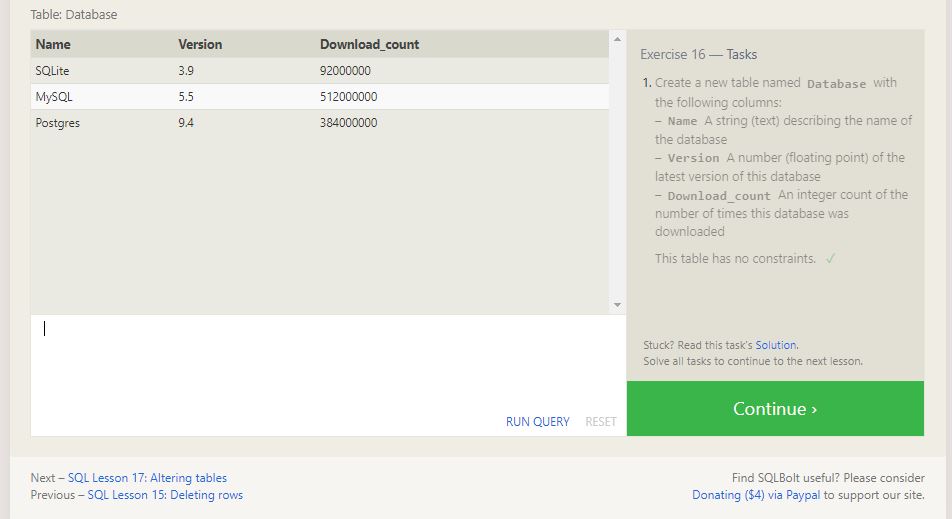 Table: Database
Name Version Download_count
SQLite 3.9 92000000
MySQL 5.5 512000000
Postgres 9.4 384000000
Exercise 16 — Tasks
1. Create a new table named Database with
the following columns:
– Name A string (text) describing the name of
the database
– Version A number (floating point) of the
latest version of this database
– Download_count An integer count of the
number of times this database was
downloaded
This table has no constraints. ✓
Stuck? Read this task's Solution.
Solve all tasks to continue to the next lesson.
RUN QUERY RESET
Continue ›
Next – SQL Lesson 17: Altering tables
Previous – SQL Lesson 15: Deleting rows
Find SQLBolt useful? Please consider
Donating ($4) via Paypal to support our site.